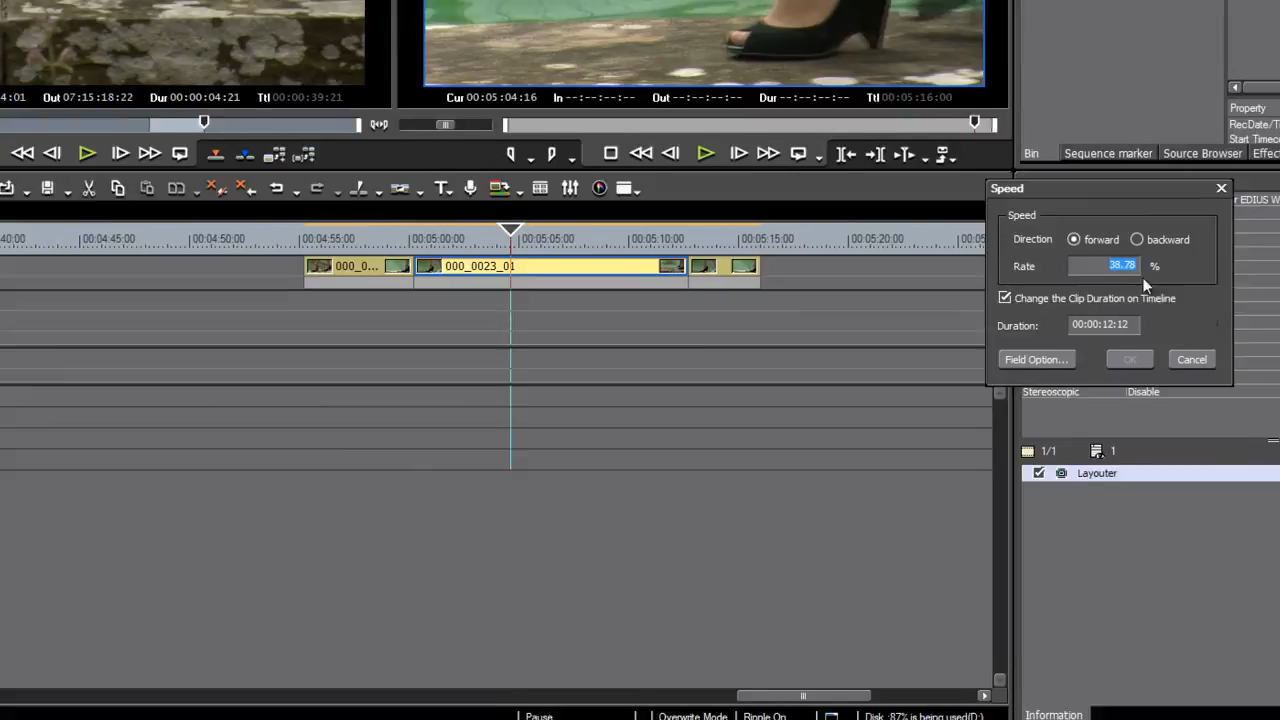 4:01 Out 07:15:18:22 Dur 00:00:04:21 Ttl 00:00:39:21
Cur 00:05:04:16 In --:--:--:-- Out --:--:--:-- Dur --:--:--:-- Ttl 00:05:16:00
Property
RecDate/T
Start Timec
Bin Sequence marker Source Browser Effec
Speed
r EDIUS W
Speed
Direction forward backward
Rate 38.78 %
Change the Clip Duration on Timeline
Duration: 00:00:12:12
Field Option... OK Cancel
40:00 00:04:45:00 00:04:50:00 00:04:55:00 00:05:00:00 00:05:05:00 00:05:10:00 00:05:15:00 00:05:20:00 00:05
000_0... 000_0023_01
Stereoscopic Disable
1/1 1
Layouter
Pause Overwrite Mode Ripple On Disk :87% is being used(D:)
Information